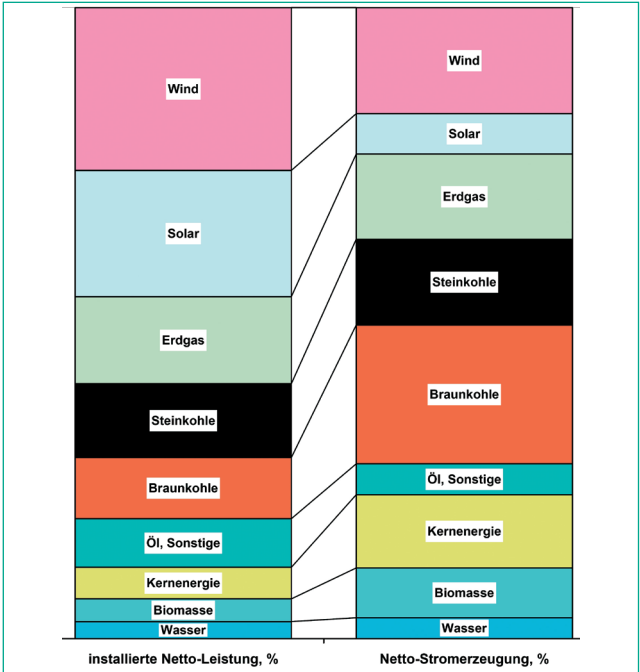 Wind
Solar
Erdgas
Steinkohle
Braunkohle
Öl, Sonstige
Kernenergie
Biomasse
Wasser
installierte Netto-Leistung, %
Wind
Solar
Erdgas
Steinkohle
Braunkohle
Öl, Sonstige
Kernenergie
Biomasse
Wasser
Netto-Stromerzeugung, %